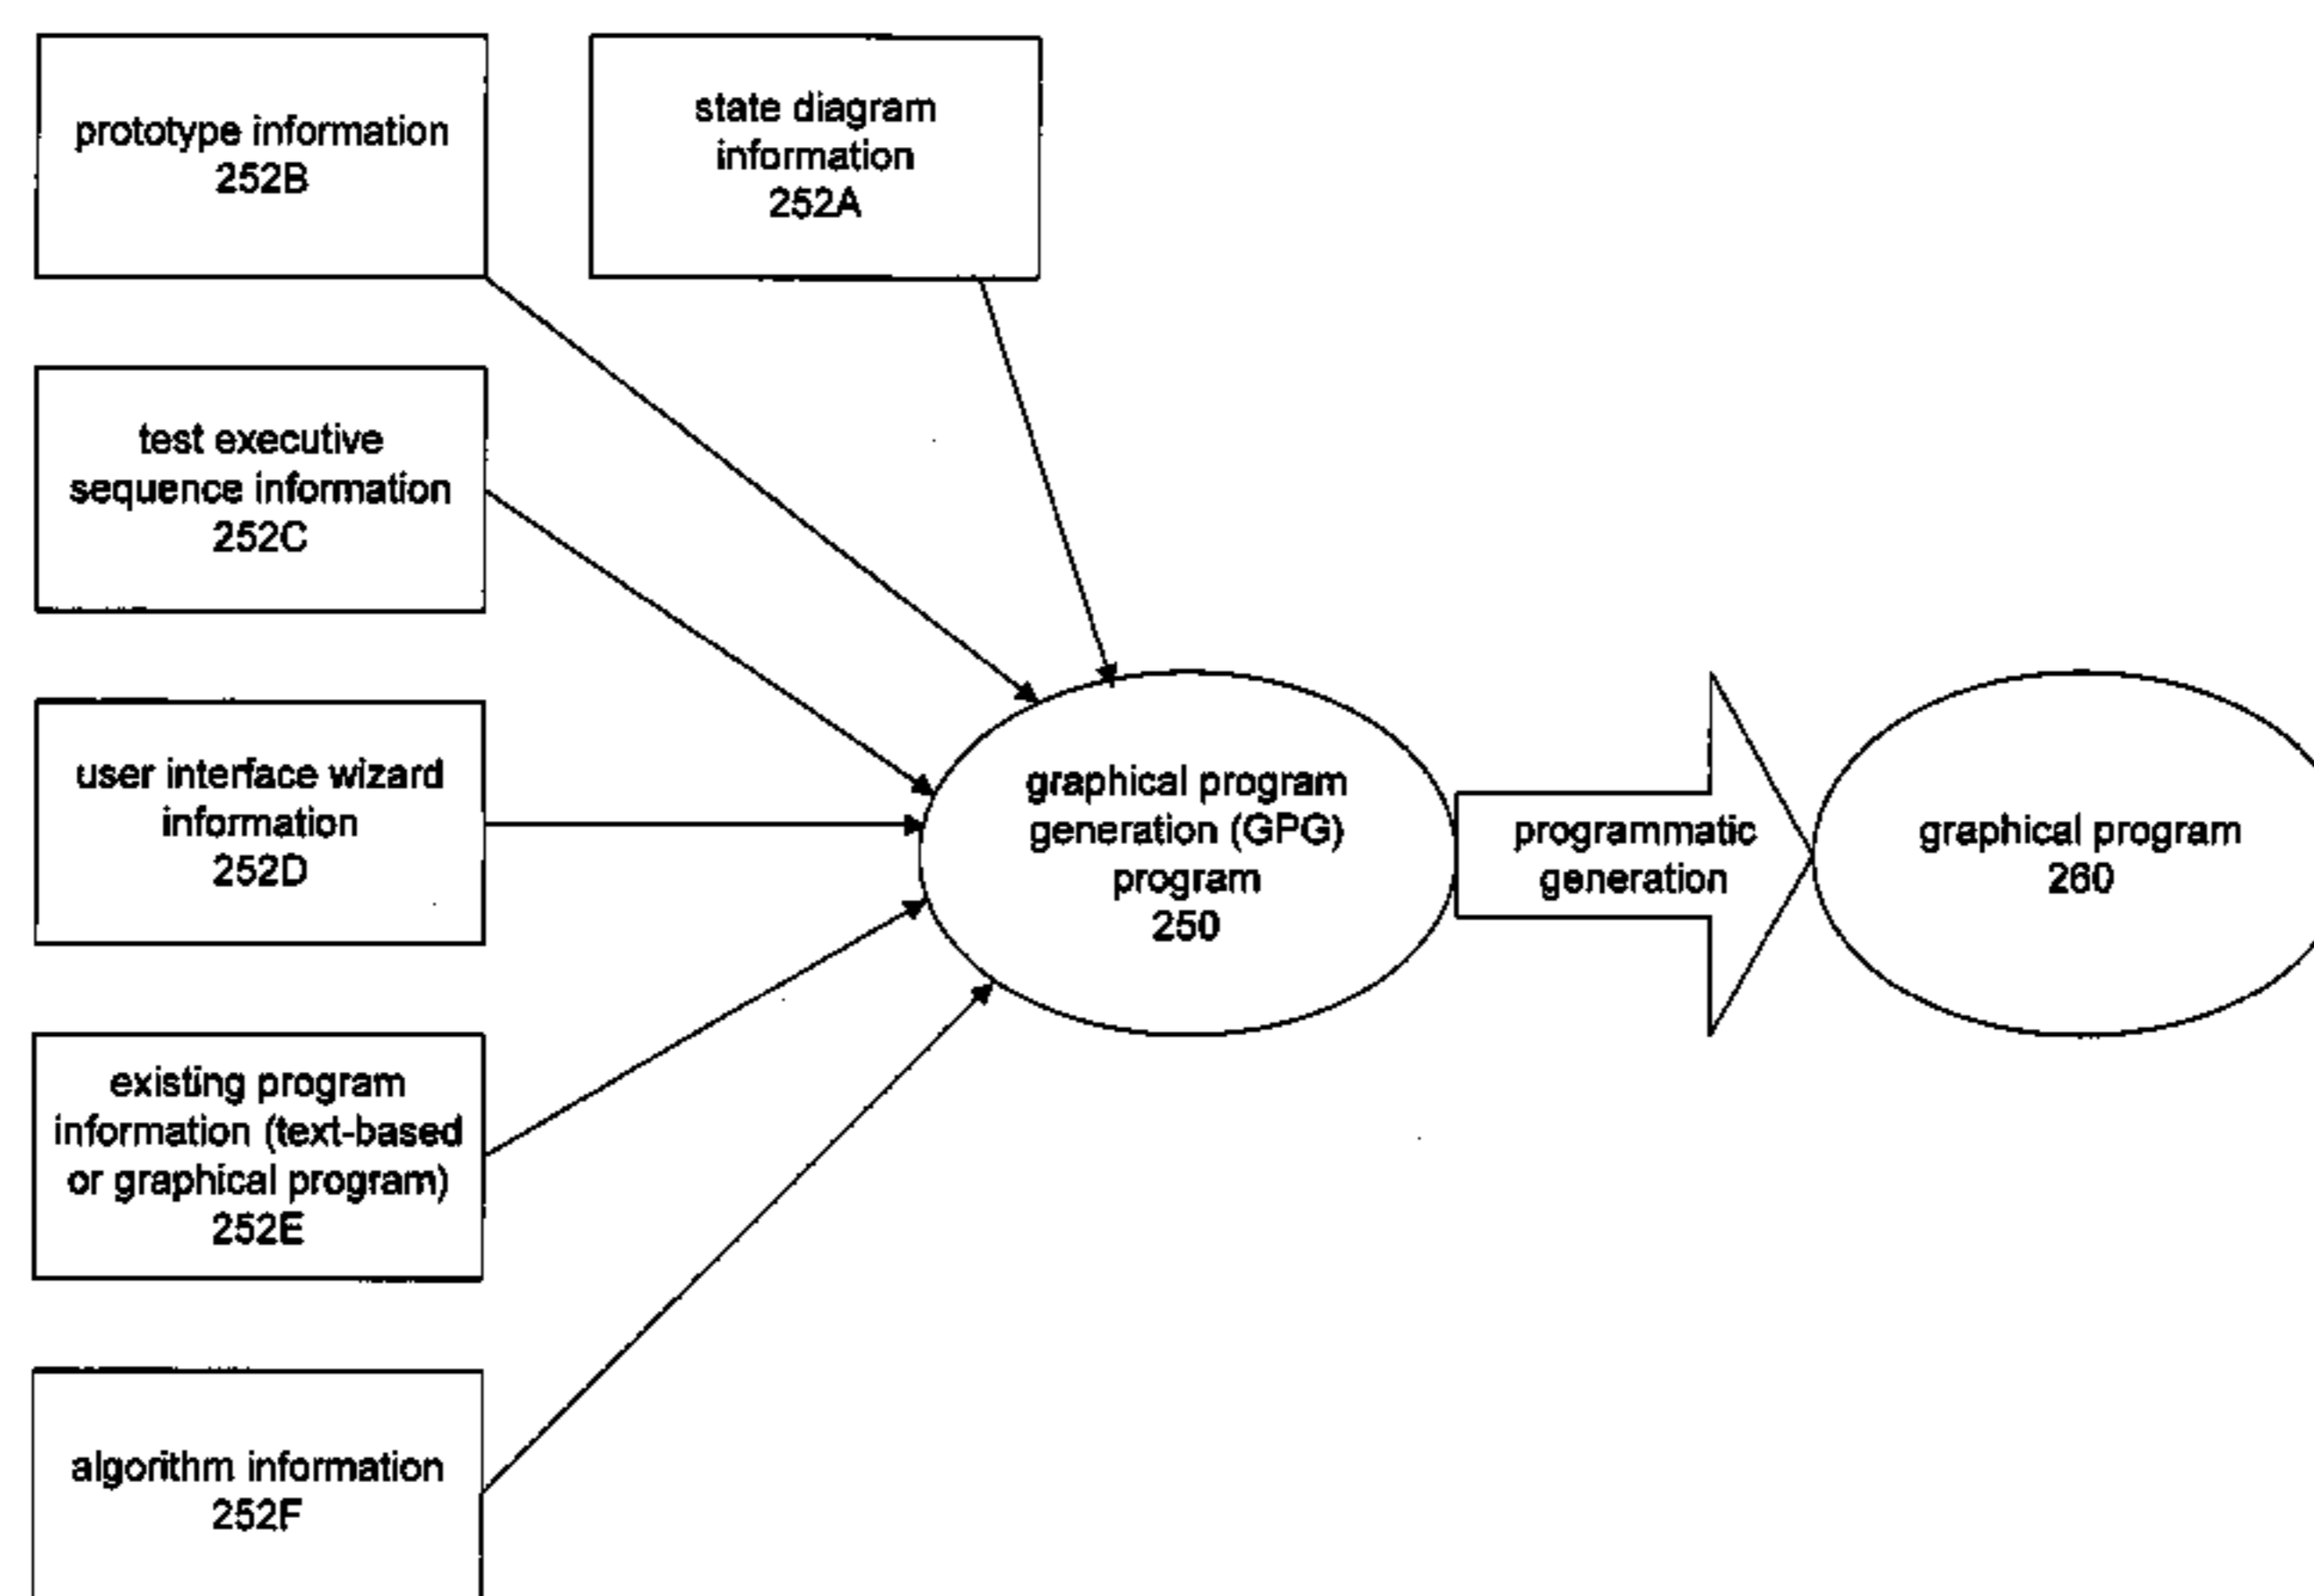 prototype information
252B
state diagram
information
252A
test executive
sequence information
252C
user interface wizard
information
252D
existing program
information (text-based
or graphical program)
252E
algorithm information
252F
graphical program
generation (GPG)
program
250
programmatic
generation
graphical program
260